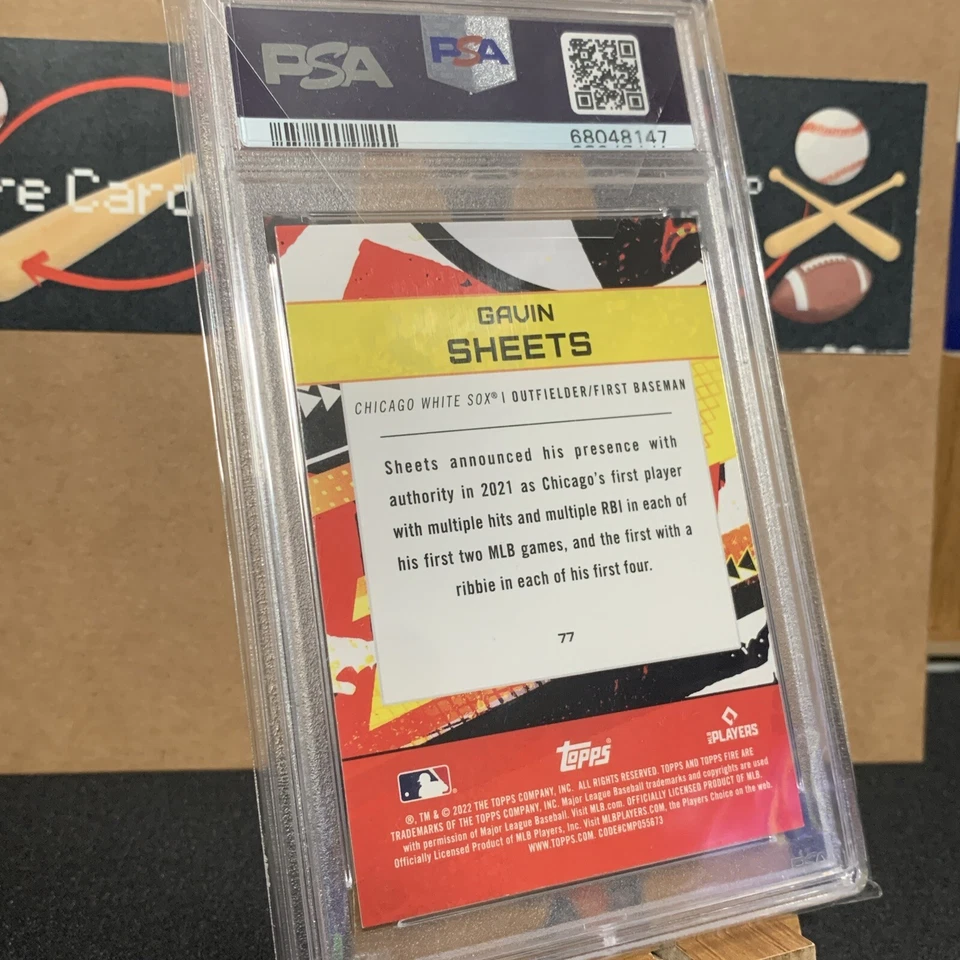 PSA
PSA
68048147
re Card
P
GAVIN
SHEETS
CHICAGO WHITE SOX® | OUTFIELDER/FIRST BASEMAN
Sheets announced his presence with
authority in 2021 as Chicago's first player
with multiple hits and multiple RBI in each of
his first two MLB games, and the first with a
ribbie in each of his first four.
77
Topps®
MLB PLAYERS
®, TM & © 2022 THE TOPPS COMPANY, INC. ALL RIGHTS RESERVED. TOPPS AND TOPPS FIRE ARE
TRADEMARKS OF THE TOPPS COMPANY, INC. Major League Baseball trademarks and copyrights are used
with permission of Major League Baseball. Visit MLB.com. OFFICIALLY LICENSED PRODUCT OF MLB.
Officially Licensed Product of MLB Players, Inc. Visit MLBPLAYERS.COM, the Players Choice on the web.
WWW.TOPPS.COM. CODE#CMP055673
PSA